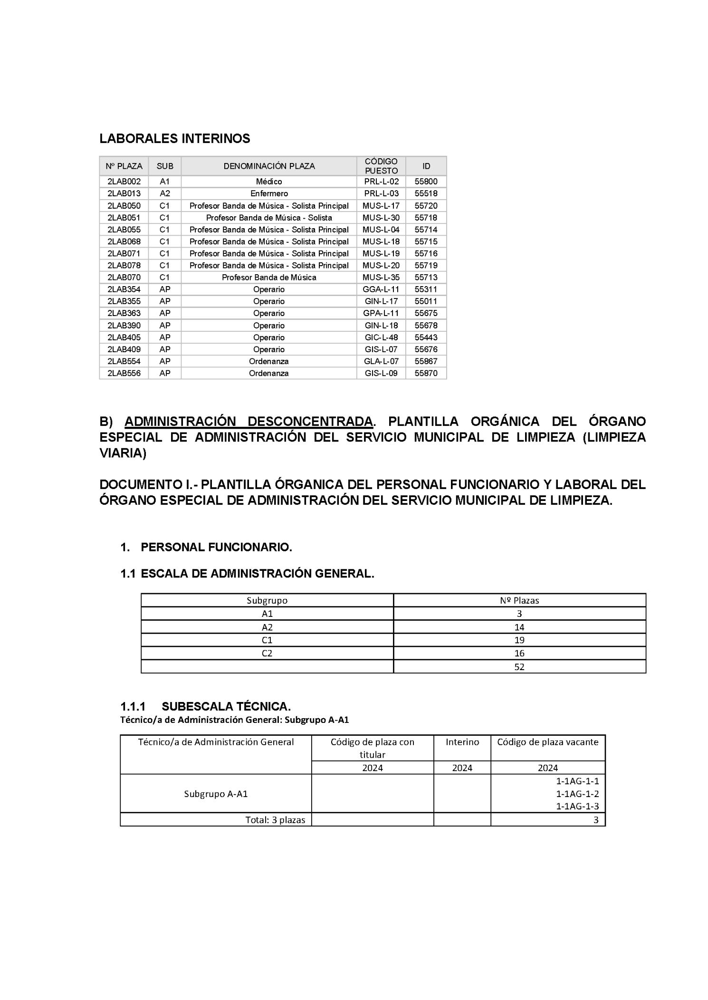 LABORALES INTERINOS
Nº PLAZA SUB DENOMINACIÓN PLAZA CÓDIGO PUESTO ID
2LAB002 A1 Médico PRL-L-02 55800
2LAB013 A2 Enfermero PRL-L-03 55518
2LAB050 C1 Profesor Banda de Música - Solista Principal MUS-L-17 55720
2LAB051 C1 Profesor Banda de Música - Solista MUS-L-30 55718
2LAB055 C1 Profesor Banda de Música - Solista Principal MUS-L-04 55714
2LAB068 C1 Profesor Banda de Música - Solista Principal MUS-L-18 55715
2LAB071 C1 Profesor Banda de Música - Solista Principal MUS-L-19 55716
2LAB078 C1 Profesor Banda de Música - Solista Principal MUS-L-20 55719
2LAB070 C1 Profesor Banda de Música MUS-L-35 55713
2LAB354 AP Operario GGA-L-11 55311
2LAB355 AP Operario GIN-L-17 55011
2LAB363 AP Operario GPA-L-11 55675
2LAB390 AP Operario GIN-L-18 55678
2LAB405 AP Operario GIC-L-48 55443
2LAB409 AP Operario GIS-L-07 55676
2LAB554 AP Ordenanza GLA-L-07 55867
2LAB556 AP Ordenanza GIS-L-09 55870
B) ADMINISTRACIÓN DESCONCENTRADA. PLANTILLA ORGÁNICA DEL ÓRGANO
ESPECIAL DE ADMINISTRACIÓN DEL SERVICIO MUNICIPAL DE LIMPIEZA (LIMPIEZA
VIARIA)
DOCUMENTO I.- PLANTILLA ÓRGANICA DEL PERSONAL FUNCIONARIO Y LABORAL DEL
ÓRGANO ESPECIAL DE ADMINISTRACIÓN DEL SERVICIO MUNICIPAL DE LIMPIEZA.
1. PERSONAL FUNCIONARIO.
1.1 ESCALA DE ADMINISTRACIÓN GENERAL.
Subgrupo Nº Plazas
A1 3
A2 14
C1 19
C2 16
52
1.1.1 SUBESCALA TÉCNICA.
Técnico/a de Administración General: Subgrupo A-A1
Técnico/a de Administración General Código de plaza con titular Interino Código de plaza vacante
2024 2024 2024
Subgrupo A-A1 1-1AG-1-1
1-1AG-1-2
1-1AG-1-3
Total: 3 plazas 3